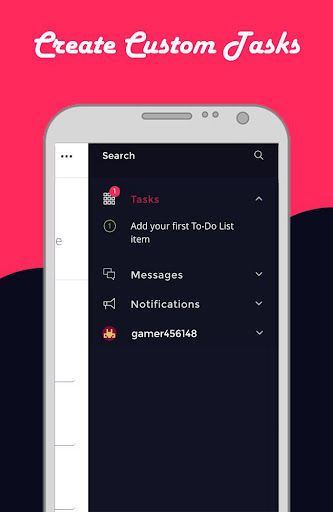 Create Custom Tasks
Search
1
Tasks
1
Add your first To-Do List
item
Messages
Notifications
gamer456148
e